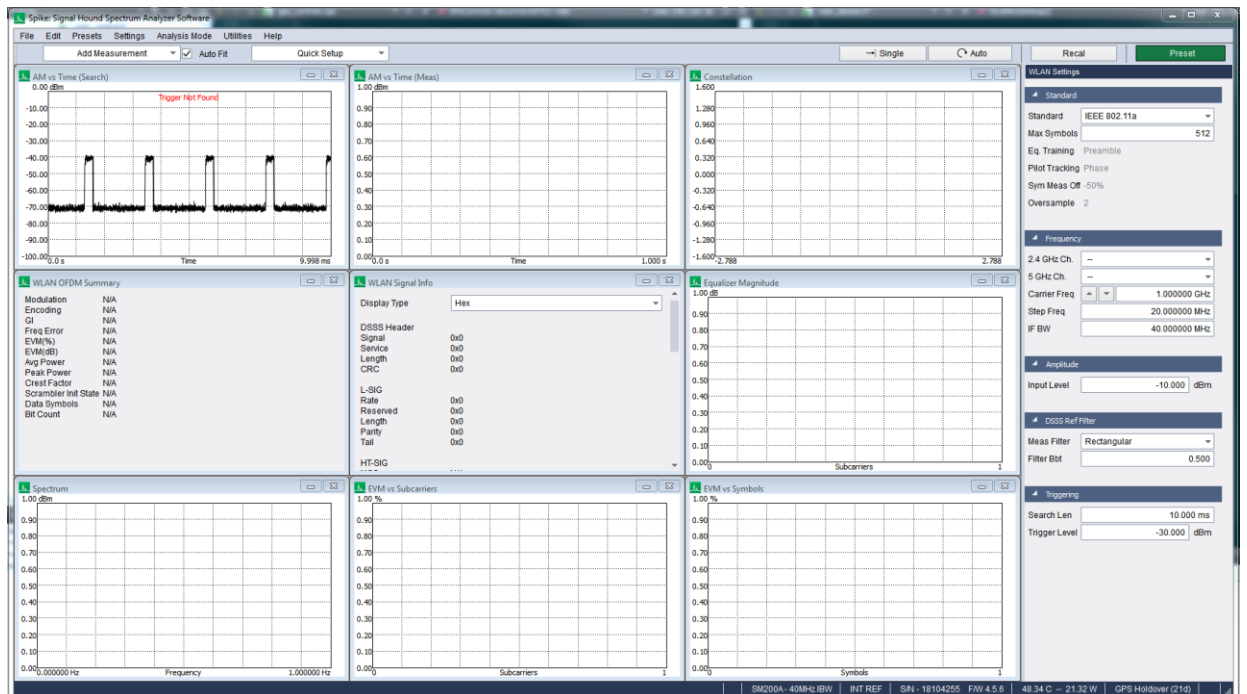 Spike: Signal Hound Spectrum Analyzer Software
File Edit Presets Settings Analysis Mode Utilities Help
Add Measurement Auto Fit Quick Setup Single Auto Recal Preset
AM vs Time (Search)
0.00 dBm
Trigger Not Found
-10.00
-20.00
-30.00
-40.00
-50.00
-60.00
-70.00
-80.00
-90.00
-100.00
0.0 s Time 9.998 ms
AM vs Time (Meas)
1.00 dBm
0.90
0.80
0.70
0.60
0.50
0.40
0.30
0.20
0.10
0.00
0.0 s Time 1.000 s
Constellation
1.600
1.280
0.960
0.640
0.320
0.000
-0.320
-0.640
-0.960
-1.280
-1.600
-2.788 2.788
WLAN OFDM Summary
Modulation N/A
Encoding N/A
GI N/A
Freq Error N/A
EVM(%) N/A
EVM(dB) N/A
Avg Power N/A
Peak Power N/A
Crest Factor N/A
Scrambler Init State N/A
Data Symbols N/A
Bit Count N/A
WLAN Signal Info
Display Type Hex
DSSS Header
Signal 0x0
Service 0x0
Length 0x0
CRC 0x0
L-SIG
Rate 0x0
Reserved 0x0
Length 0x0
Parity 0x0
Tail 0x0
HT-SIG
Equalizer Magnitude
1.00 dB
0.90
0.80
0.70
0.60
0.50
0.40
0.30
0.20
0.10
0.00
0 Subcarriers 1
Spectrum
1.00 dBm
0.90
0.80
0.70
0.60
0.50
0.40
0.30
0.20
0.10
0.00
0.000000 Hz Frequency 1.000000 Hz
EVM vs Subcarriers
1.00 %
0.90
0.80
0.70
0.60
0.50
0.40
0.30
0.20
0.10
0.00
0 Subcarriers 1
EVM vs Symbols
1.00 %
0.90
0.80
0.70
0.60
0.50
0.40
0.30
0.20
0.10
0.00
0 Symbols 1
WLAN Settings
Standard
Standard IEEE 802.11a
Max Symbols 512
Eq. Training Preamble
Pilot Tracking Phase
Sym Meas Off -50%
Oversample 2
Frequency
2.4 GHz Ch. --
5 GHz Ch. --
Carrier Freq 1.000000 GHz
Step Freq 20.000000 MHz
IF BW 40.000000 MHz
Amplitude
Input Level -10.000 dBm
DSSS Ref Filter
Meas Filter Rectangular
Filter Bbt 0.500
Triggering
Search Len 10.000 ms
Trigger Level -30.000 dBm
SM200A - 40MHz IBW INT REF S/N - 18104255 F/W 4.5.6 48.34 C -- 21.32 W GPS Holdover (21d)